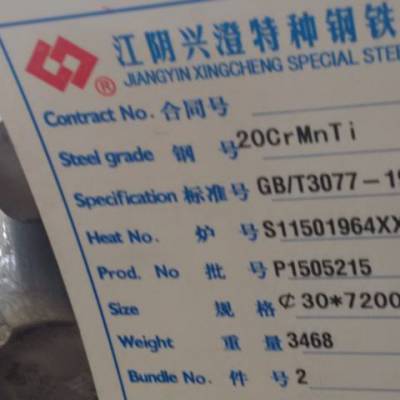 江阴兴澄特种钢铁
® JIANGYIN XINGCHENG SPECIAL STEE
Contract No. 合同号
Steel grade 钢 号 20CrMnTi
Specification 标准号 GB/T3077-19
Heat No. 炉 号 S11501964XX
Prod. No 批 号 P1505215
Size 规 格 ¢30*7200
Weight 重 量 3468
Bundle No. 件 号 2